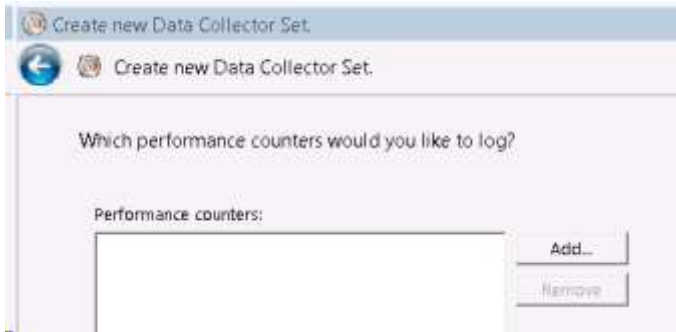 Create new Data Collector Set.
Create new Data Collector Set.
Which performance counters would you like to log?
Performance counters:
Add...
Remove